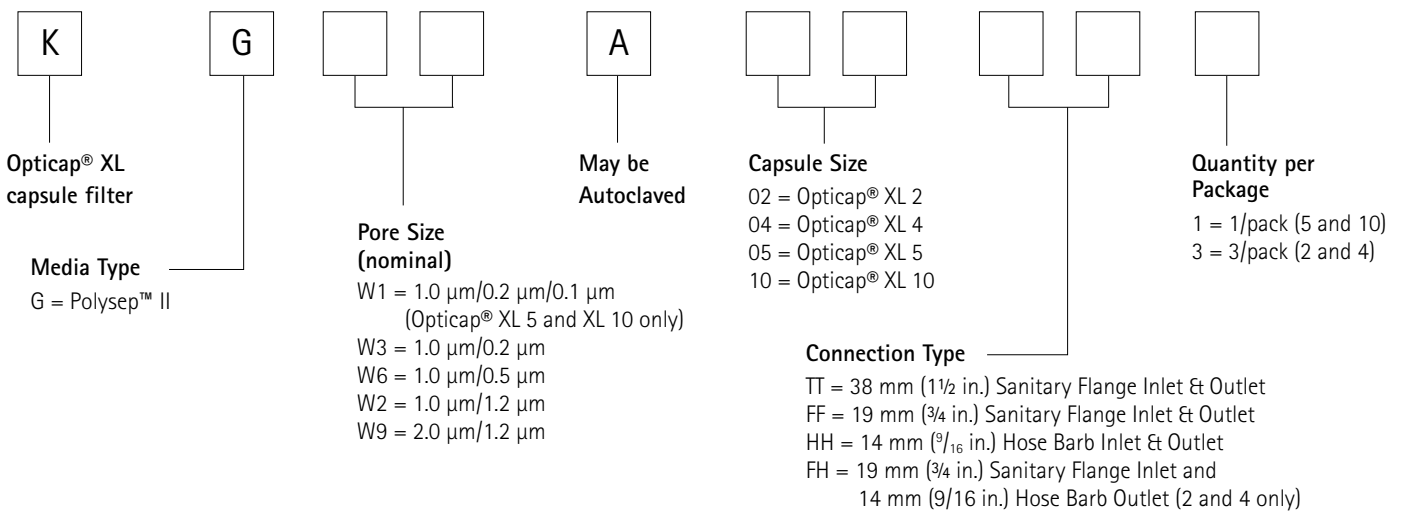 K G A
Opticap® XL
capsule filter
Media Type
G = Polysep™ II
Pore Size
(nominal)
W1 = 1.0 µm/0.2 µm/0.1 µm
(Opticap® XL 5 and XL 10 only)
W3 = 1.0 µm/0.2 µm
W6 = 1.0 µm/0.5 µm
W2 = 1.0 µm/1.2 µm
W9 = 2.0 µm/1.2 µm
May be
Autoclaved
Capsule Size
02 = Opticap® XL 2
04 = Opticap® XL 4
05 = Opticap® XL 5
10 = Opticap® XL 10
Connection Type
TT = 38 mm (1½ in.) Sanitary Flange Inlet & Outlet
FF = 19 mm (¾ in.) Sanitary Flange Inlet & Outlet
HH = 14 mm (9/16 in.) Hose Barb Inlet & Outlet
FH = 19 mm (¾ in.) Sanitary Flange Inlet and
14 mm (9/16 in.) Hose Barb Outlet (2 and 4 only)
Quantity per
Package
1 = 1/pack (5 and 10)
3 = 3/pack (2 and 4)